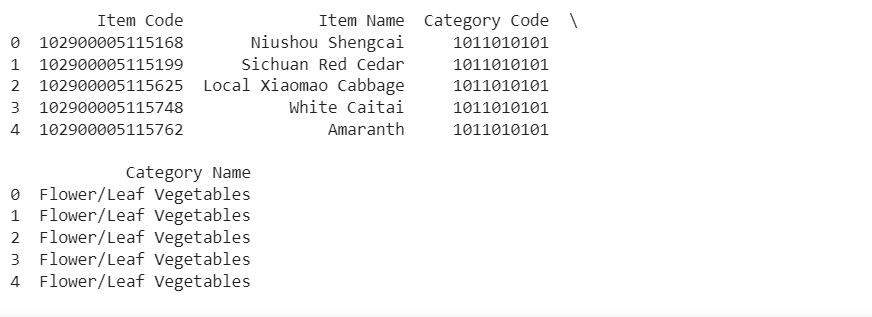 Item Code Item Name Category Code \
0 102900005115168 Niushou Shengcai 1011010101
1 102900005115199 Sichuan Red Cedar 1011010101
2 102900005115625 Local Xiaomao Cabbage 1011010101
3 102900005115748 White Caitai 1011010101
4 102900005115762 Amaranth 1011010101
Category Name
0 Flower/Leaf Vegetables
1 Flower/Leaf Vegetables
2 Flower/Leaf Vegetables
3 Flower/Leaf Vegetables
4 Flower/Leaf Vegetables